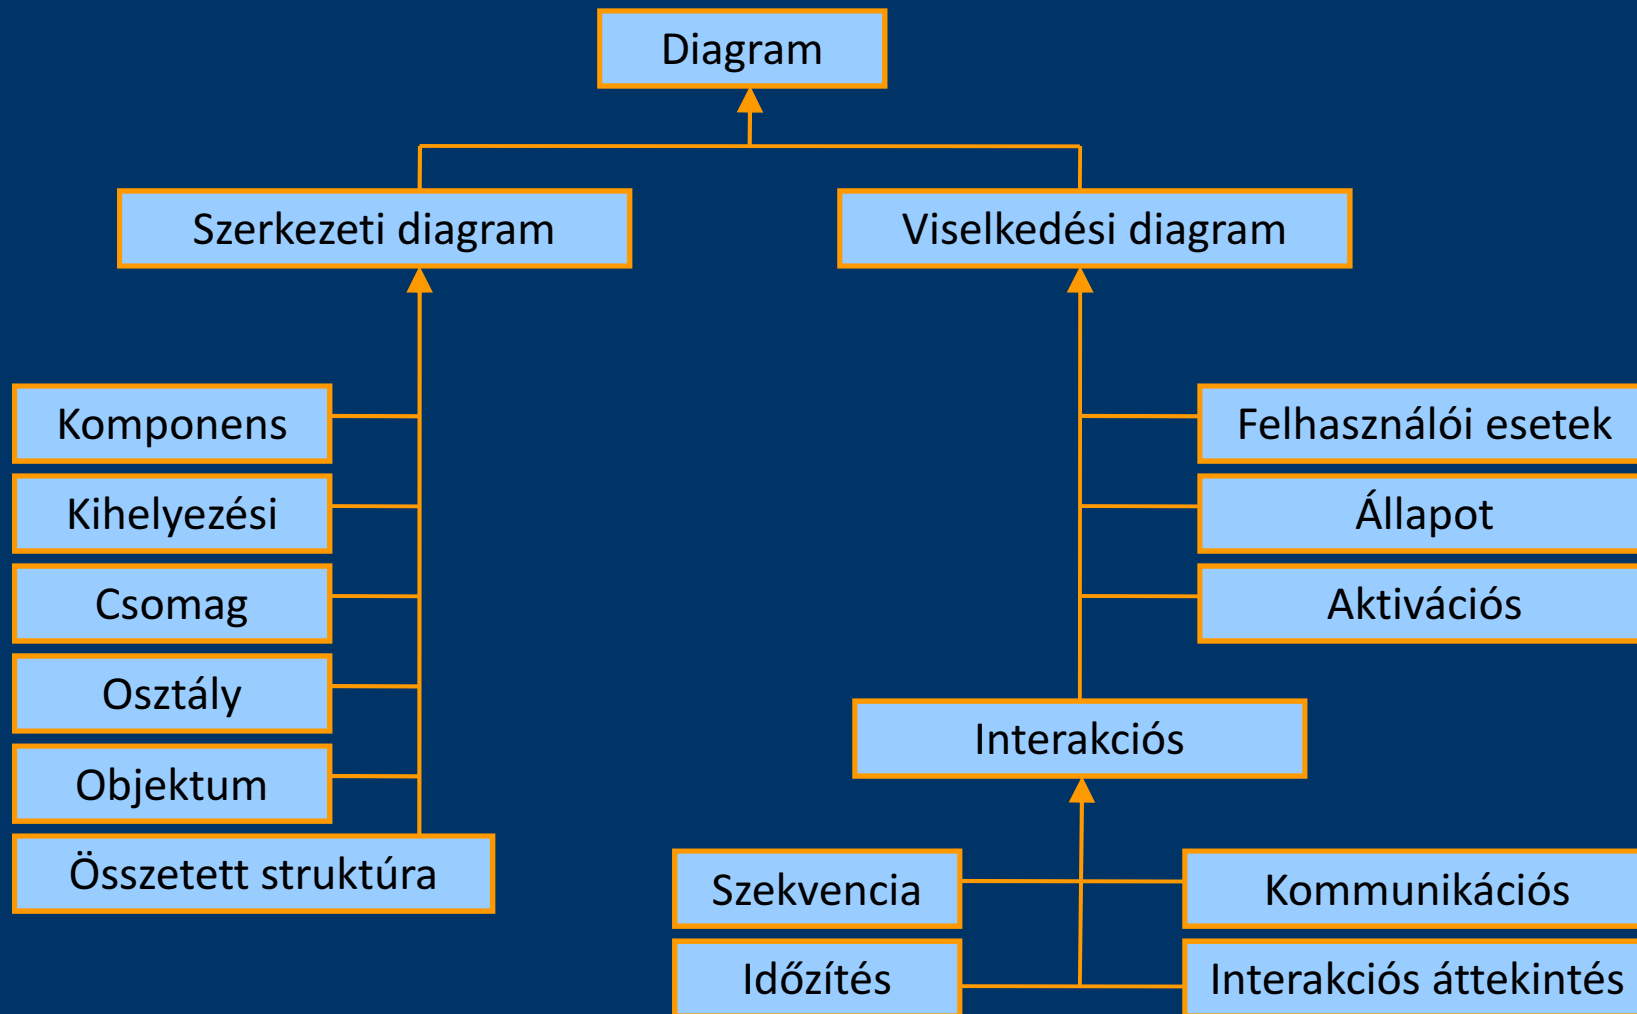 Diagram
Szerkezeti diagram
Viselkedési diagram
Komponens
Kihelyezési
Csomag
Osztály
Objektum
Összetett struktúra
Felhasználói esetek
Állapot
Aktivációs
Interakciós
Szekvencia
Kommunikációs
Időzítés
Interakciós áttekintés